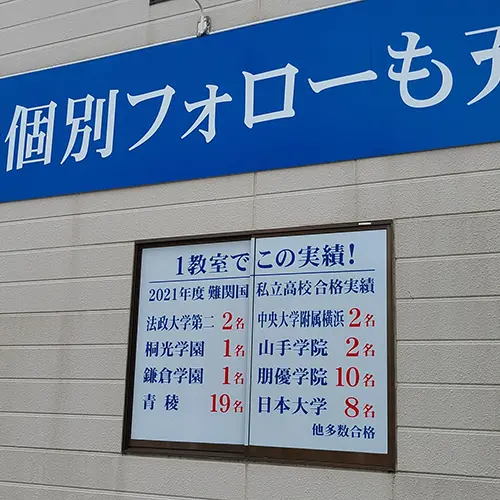 個別フォローも充
1教室でこの実績!
2021年度 難関国私立高校合格実績
法政大学第二 2名 中央大学附属横浜 2名
桐光学園 1名 山手学院 2名
鎌倉学園 1名 朋優学院 10名
青稜 19名 日本大学 8名
他多数合格